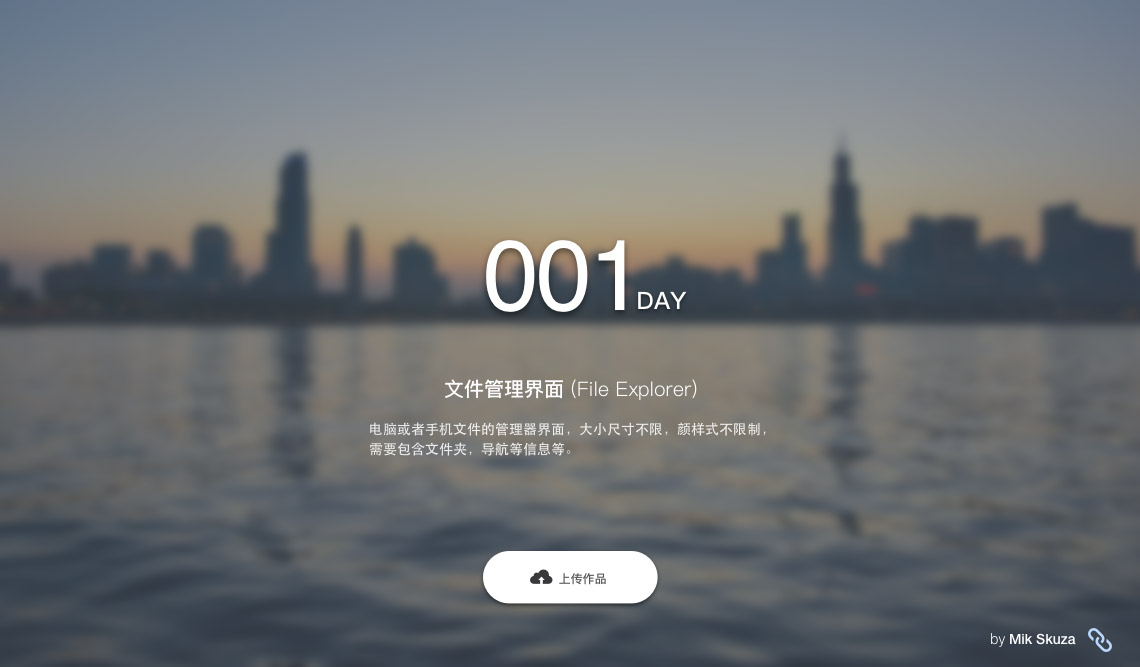 001 DAY
文件管理界面 (File Explorer)
电脑或者手机文件的管理器界面，大小尺寸不限，颜样式不限制，
需要包含文件夹，导航等信息等。
上传作品
by Mik Skuza